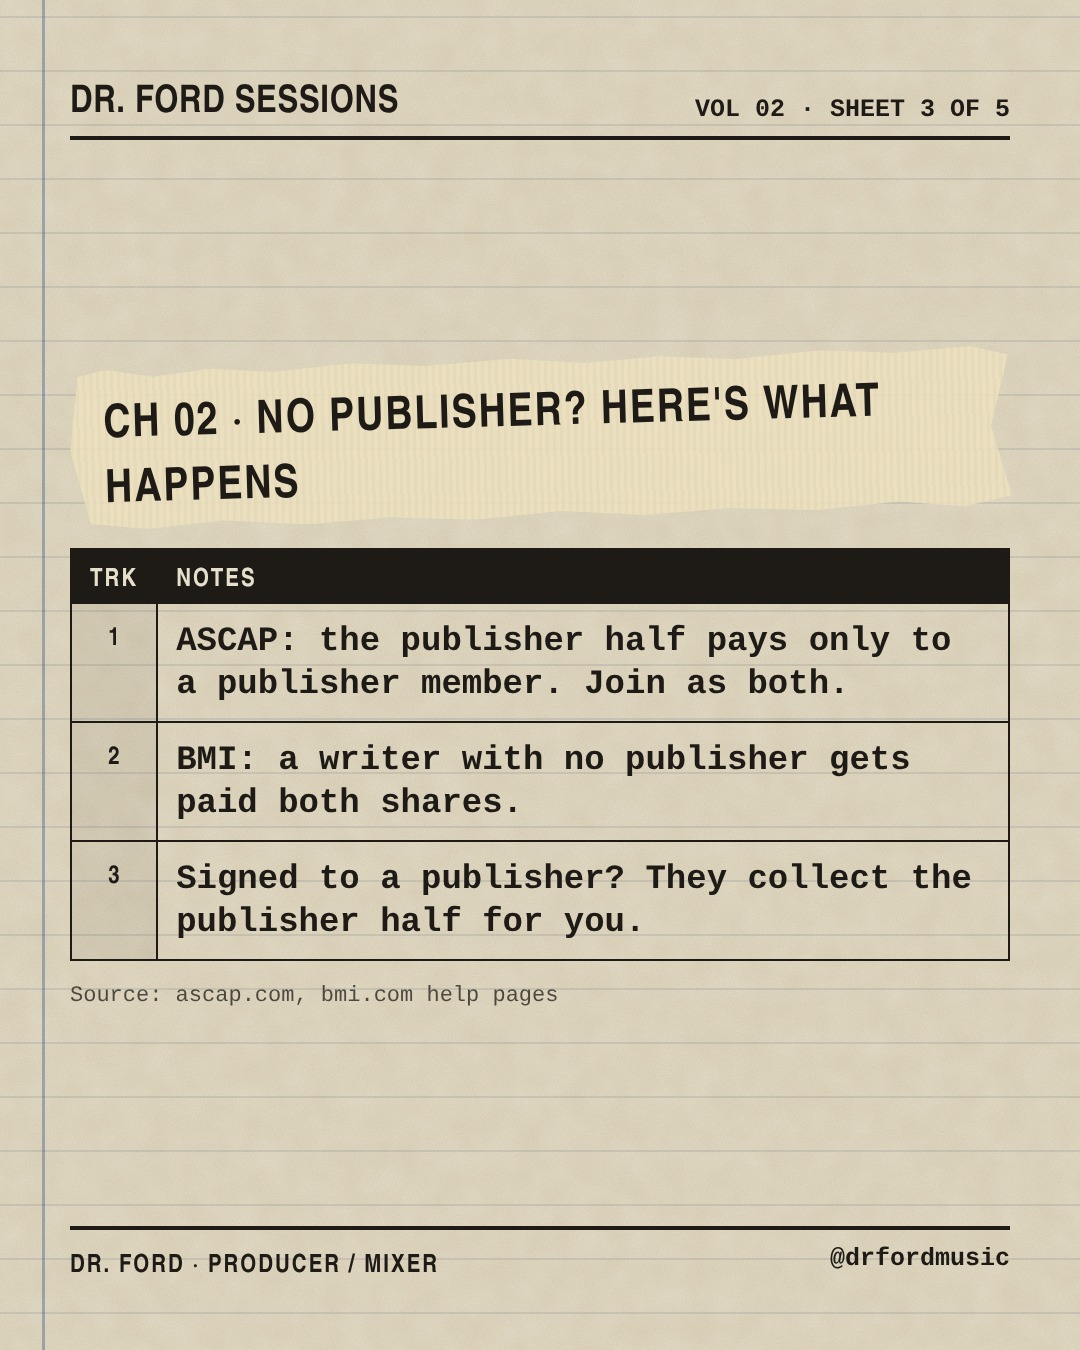 DR. FORD SESSIONS
VOL 02 · SHEET 3 OF 5
CH 02 · NO PUBLISHER? HERE'S WHAT
HAPPENS
TRK NOTES
1 ASCAP: the publisher half pays only to
a publisher member. Join as both.
2 BMI: a writer with no publisher gets
paid both shares.
3 Signed to a publisher? They collect the
publisher half for you.
Source: ascap.com, bmi.com help pages
DR. FORD · PRODUCER / MIXER
@drfordmusic